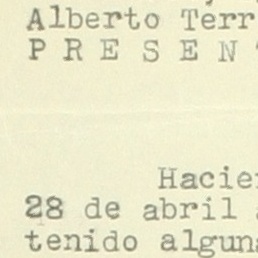 Alberto Terr
P R E S E N
Hacie
28 de abril
tenido alguna